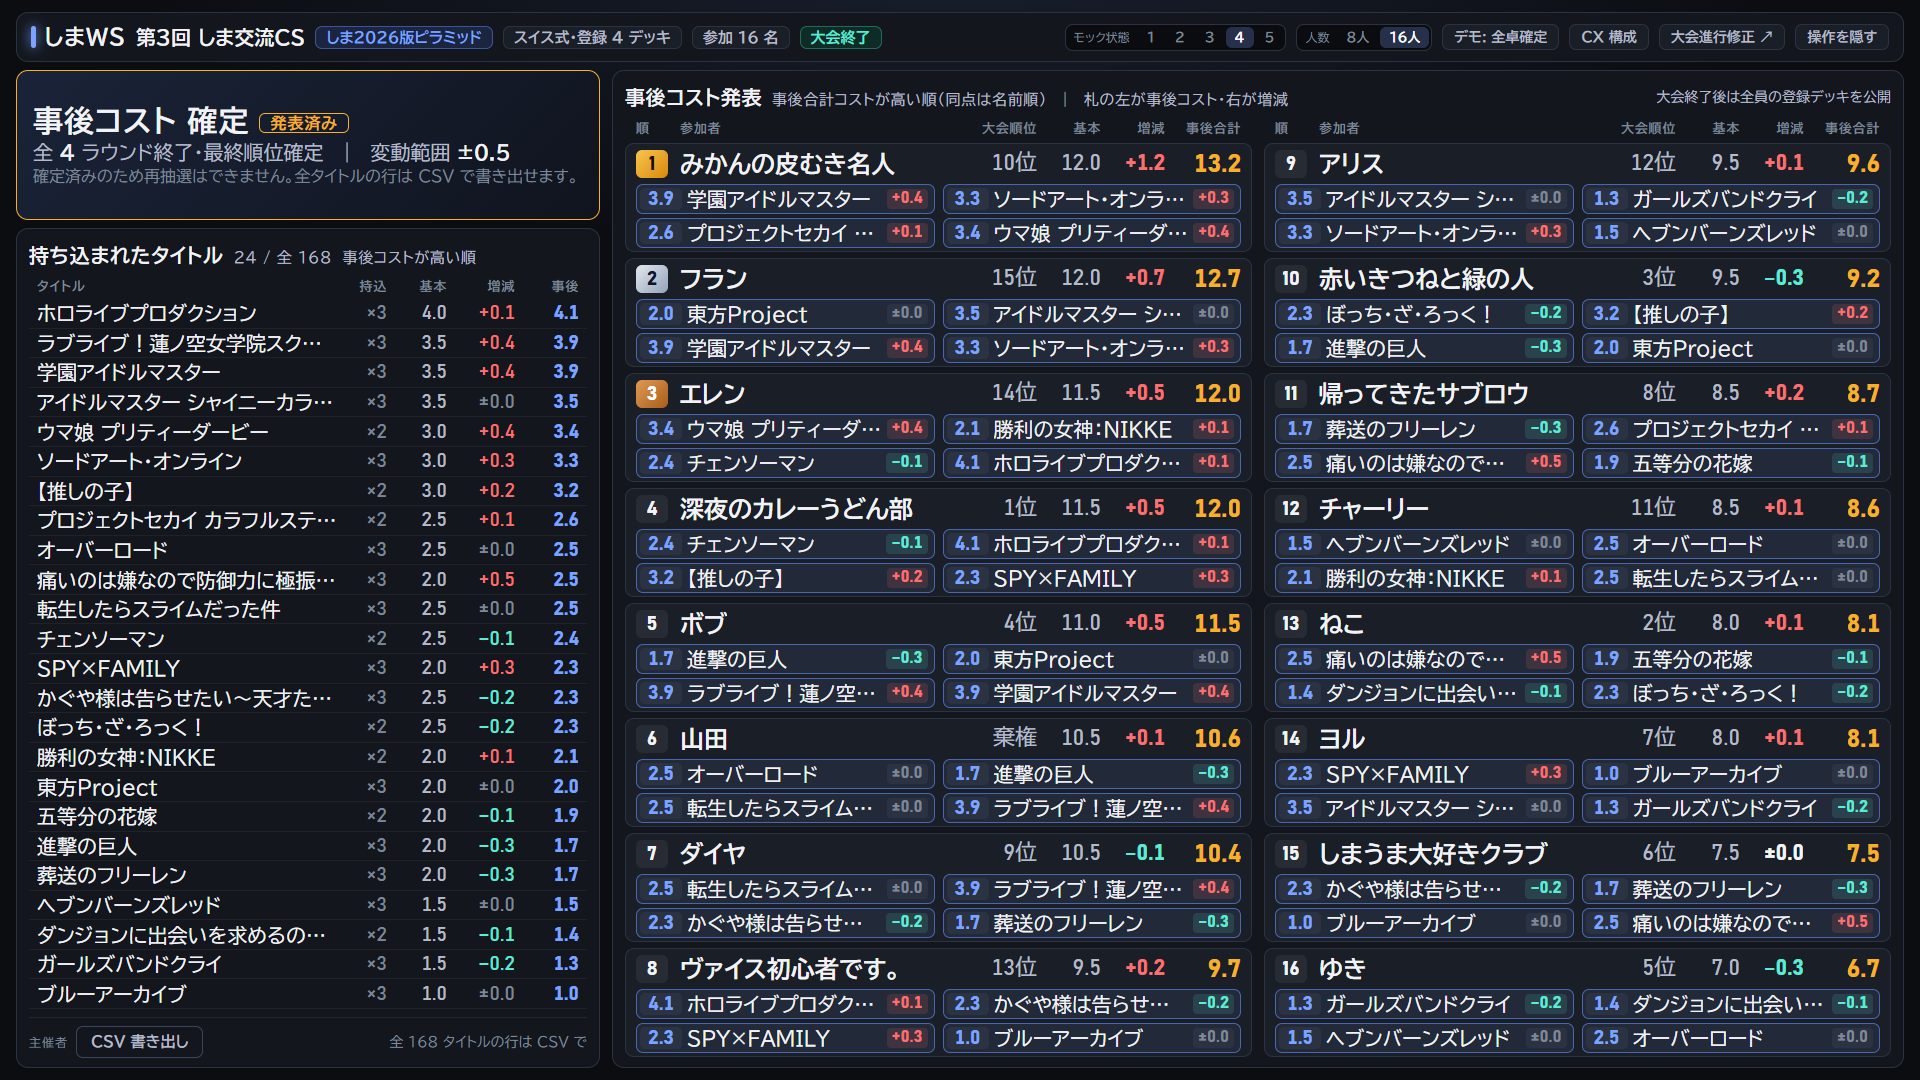 しまWS 第3回 しま交流CS しま2026版ピラミッド スイス式・登録 4 デッキ 参加 16 名 大会終了 モック状態 1 2 3 4 5 人数 8人 16人 デモ: 全卓確定 CX 構成 大会進行修正 ↗ 操作を隠す
事後コスト 確定 発表済み
全 4 ラウンド終了・最終順位確定 | 変動範囲 ±0.5
確定済みのため再抽選はできません。全タイトルの行は CSV で書き出せます。
持ち込まれたタイトル 24 / 全 168 事後コストが高い順
タイトル 持込 基本 増減 事後
ホロライブプロダクション ×3 4.0 +0.1 4.1
ラブライブ！蓮ノ空女学院スク… ×3 3.5 +0.4 3.9
学園アイドルマスター ×3 3.5 +0.4 3.9
アイドルマスター シャイニーカラ… ×3 3.5 ±0.0 3.5
ウマ娘 プリティーダービー ×2 3.0 +0.4 3.4
ソードアート・オンライン ×3 3.0 +0.3 3.3
【推しの子】 ×2 3.0 +0.2 3.2
プロジェクトセカイ カラフルステ… ×2 2.5 +0.1 2.6
オーバーロード ×3 2.5 ±0.0 2.5
痛いのは嫌なので防御力に極振… ×3 2.0 +0.5 2.5
転生したらスライムだった件 ×3 2.5 ±0.0 2.5
チェンソーマン ×2 2.5 −0.1 2.4
SPY×FAMILY ×3 2.0 +0.3 2.3
かぐや様は告らせたい～天才た… ×3 2.5 −0.2 2.3
ぼっち・ざ・ろっく！ ×2 2.5 −0.2 2.3
勝利の女神：NIKKE ×2 2.0 +0.1 2.1
東方Project ×3 2.0 ±0.0 2.0
五等分の花嫁 ×2 2.0 −0.1 1.9
進撃の巨人 ×3 2.0 −0.3 1.7
葬送のフリーレン ×3 2.0 −0.3 1.7
ヘブンバーンズレッド ×3 1.5 ±0.0 1.5
ダンジョンに出会いを求めるの… ×2 1.5 −0.1 1.4
ガールズバンドクライ ×3 1.5 −0.2 1.3
ブルーアーカイブ ×3 1.0 ±0.0 1.0
主催者 CSV 書き出し 全 168 タイトルの行は CSV で
事後コスト発表 事後合計コストが高い順（同点は名前順） | 札の左が事後コスト・右が増減 大会終了後は全員の登録デッキを公開
順 参加者 大会順位 基本 増減 事後合計
1 みかんの皮むき名人 10位 12.0 +1.2 13.2
3.9 学園アイドルマスター +0.4 3.3 ソードアート・オンラ… +0.3
2.6 プロジェクトセカイ … +0.1 3.4 ウマ娘 プリティーダ… +0.4
2 フラン 15位 12.0 +0.7 12.7
2.0 東方Project ±0.0 3.5 アイドルマスター シ… ±0.0
3.9 学園アイドルマスター +0.4 3.3 ソードアート・オンラ… +0.3
3 エレン 14位 11.5 +0.5 12.0
3.4 ウマ娘 プリティーダ… +0.4 2.1 勝利の女神：NIKKE +0.1
2.4 チェンソーマン −0.1 4.1 ホロライブプロダク… +0.1
4 深夜のカレーうどん部 1位 11.5 +0.5 12.0
2.4 チェンソーマン −0.1 4.1 ホロライブプロダク… +0.1
3.2 【推しの子】 +0.2 2.3 SPY×FAMILY +0.3
5 ボブ 4位 11.0 +0.5 11.5
1.7 進撃の巨人 −0.3 2.0 東方Project ±0.0
3.9 ラブライブ！蓮ノ空… +0.4 3.9 学園アイドルマスター +0.4
6 山田 棄権 10.5 +0.1 10.6
2.5 オーバーロード ±0.0 1.7 進撃の巨人 −0.3
2.5 転生したらスライム… ±0.0 3.9 ラブライブ！蓮ノ空… +0.4
7 ダイヤ 9位 10.5 −0.1 10.4
2.5 転生したらスライム… ±0.0 3.9 ラブライブ！蓮ノ空… +0.4
2.3 かぐや様は告らせ… −0.2 1.7 葬送のフリーレン −0.3
8 ヴァイス初心者です。 13位 9.5 +0.2 9.7
4.1 ホロライブプロダク… +0.1 2.3 かぐや様は告らせ… −0.2
2.3 SPY×FAMILY +0.3 1.0 ブルーアーカイブ ±0.0
順 参加者 大会順位 基本 増減 事後合計
9 アリス 12位 9.5 +0.1 9.6
3.5 アイドルマスター シ… ±0.0 1.3 ガールズバンドクライ −0.2
3.3 ソードアート・オンラ… +0.3 1.5 ヘブンバーンズレッド ±0.0
10 赤いきつねと緑の人 3位 9.5 −0.3 9.2
2.3 ぼっち・ざ・ろっく！ −0.2 3.2 【推しの子】 +0.2
1.7 進撃の巨人 −0.3 2.0 東方Project ±0.0
11 帰ってきたサブロウ 8位 8.5 +0.2 8.7
1.7 葬送のフリーレン −0.3 2.6 プロジェクトセカイ … +0.1
2.5 痛いのは嫌なので… +0.5 1.9 五等分の花嫁 −0.1
12 チャーリー 11位 8.5 +0.1 8.6
1.5 ヘブンバーンズレッド ±0.0 2.5 オーバーロード ±0.0
2.1 勝利の女神：NIKKE +0.1 2.5 転生したらスライム… ±0.0
13 ねこ 2位 8.0 +0.1 8.1
2.5 痛いのは嫌なので… +0.5 1.9 五等分の花嫁 −0.1
1.4 ダンジョンに出会い… −0.1 2.3 ぼっち・ざ・ろっく！ −0.2
14 ヨル 7位 8.0 +0.1 8.1
2.3 SPY×FAMILY +0.3 1.0 ブルーアーカイブ ±0.0
3.5 アイドルマスター シ… ±0.0 1.3 ガールズバンドクライ −0.2
15 しまうま大好きクラブ 6位 7.5 ±0.0 7.5
2.3 かぐや様は告らせ… −0.2 1.7 葬送のフリーレン −0.3
1.0 ブルーアーカイブ ±0.0 2.5 痛いのは嫌なので… +0.5
16 ゆき 5位 7.0 −0.3 6.7
1.3 ガールズバンドクライ −0.2 1.4 ダンジョンに出会い… −0.1
1.5 ヘブンバーンズレッド ±0.0 2.5 オーバーロード ±0.0